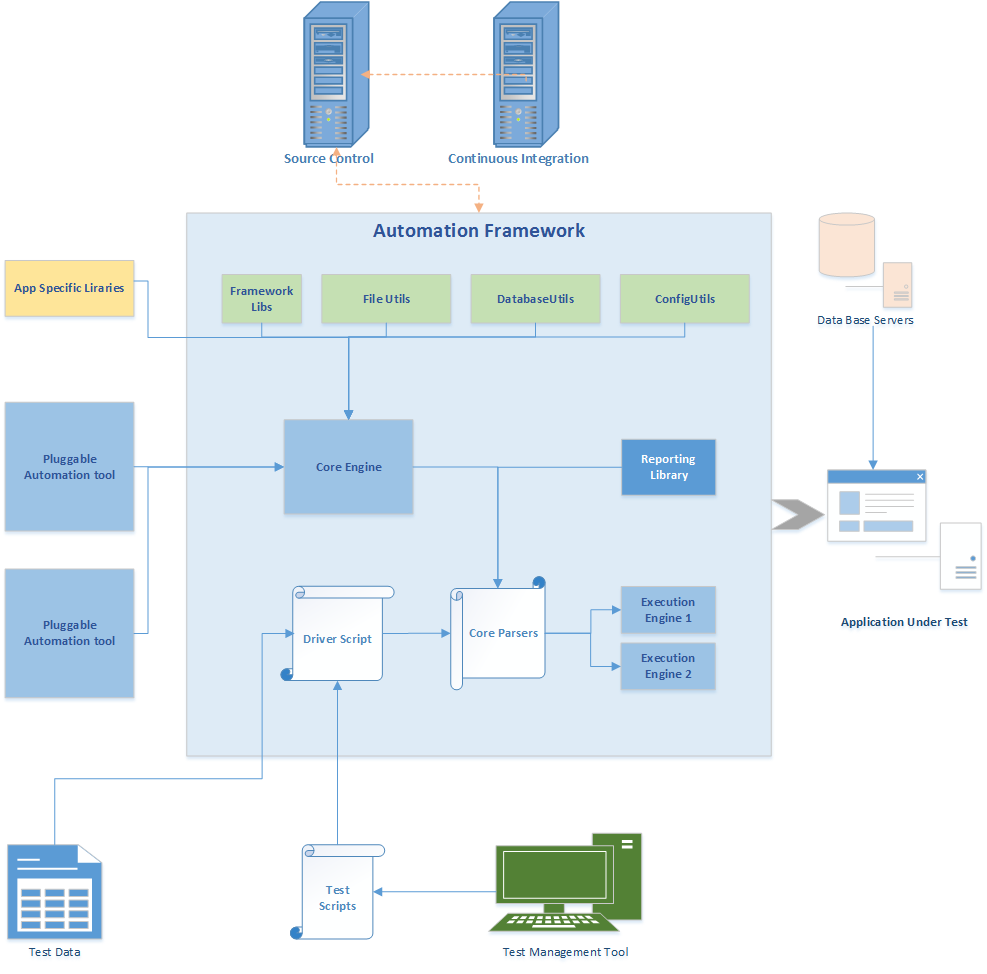 Source Control
Continuous Integration
Automation Framework
App Specific Liraries
Framework
Libs
File Utils
DatabaseUtils
ConfigUtils
Data Base Servers
Pluggable
Automation tool
Core Engine
Reporting
Library
Pluggable
Automation tool
Driver Script
Core Parsers
Execution
Engine 1
Execution
Engine 2
Application Under Test
Test
Scripts
Test Data
Test Management Tool